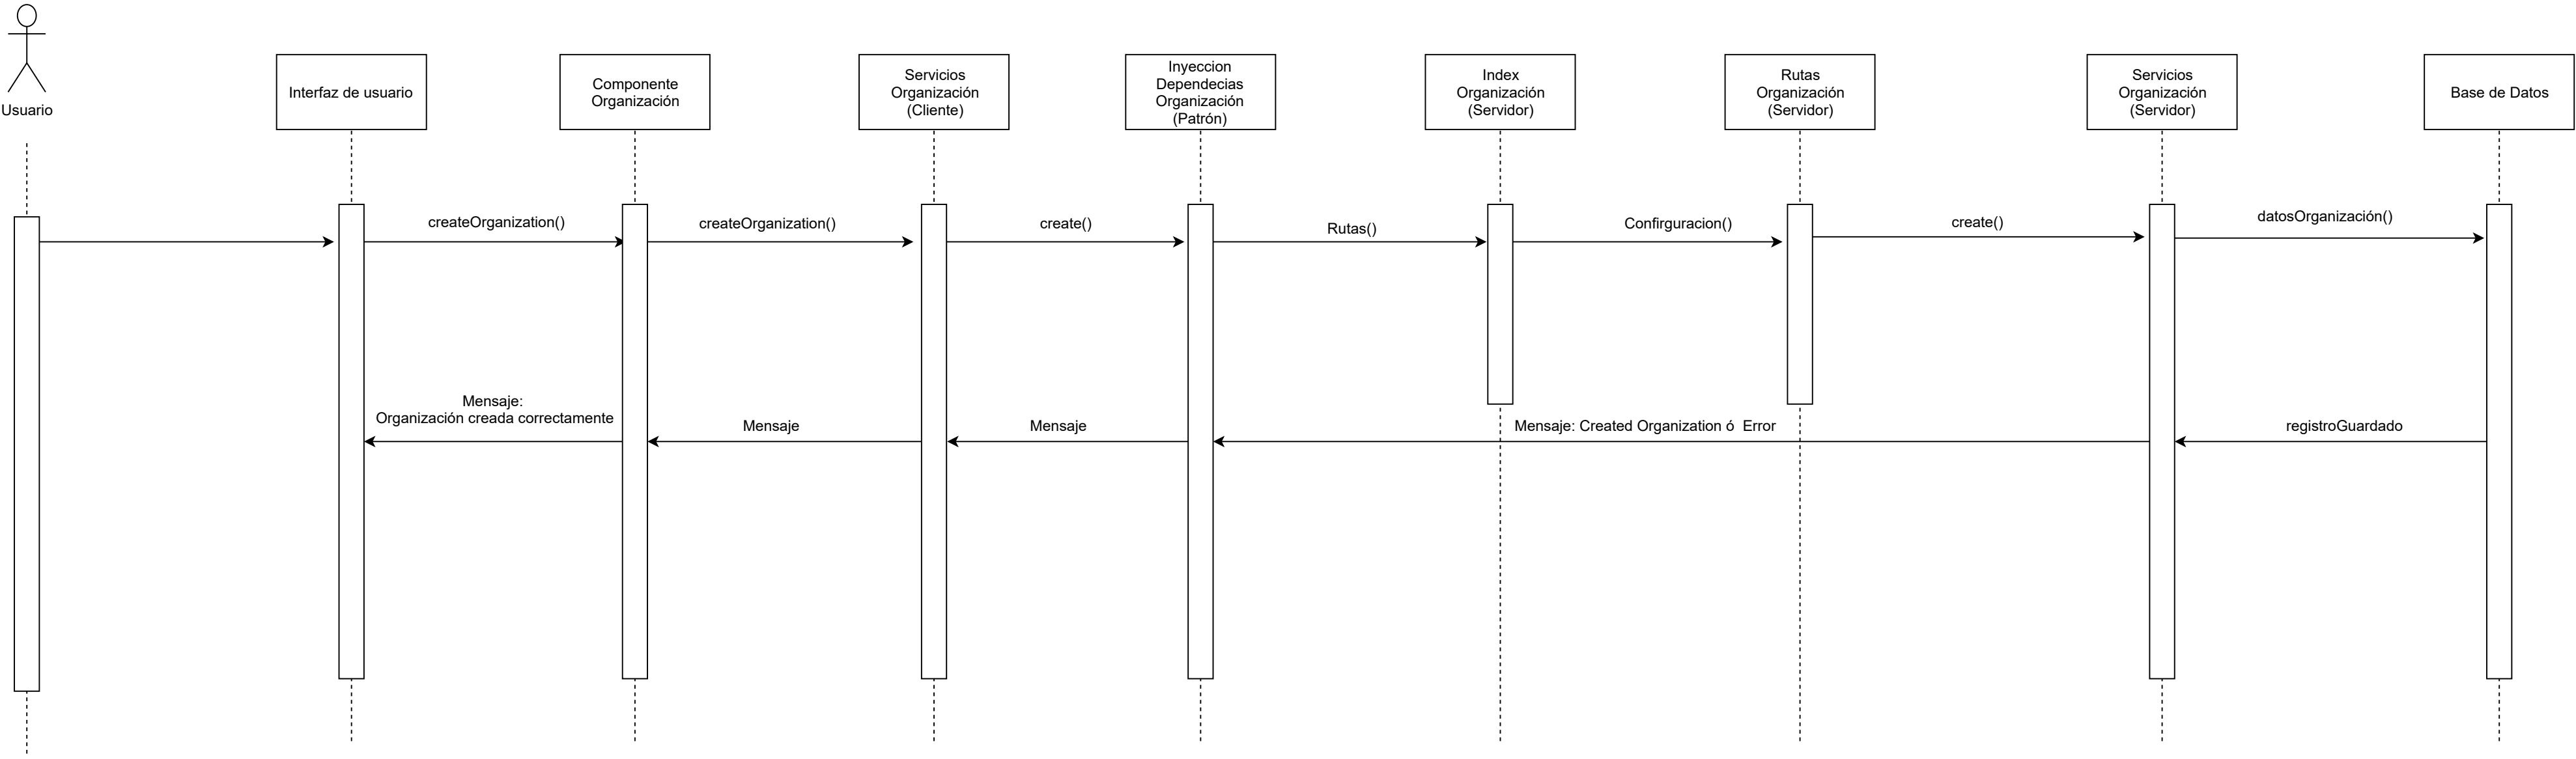 Usuario
Interfaz de usuario
Componente
Organización
Servicios
Organización
(Cliente)
Inyeccion
Dependecias
Organización
(Patrón)
Index
Organización
(Servidor)
Rutas
Organización
(Servidor)
Servicios
Organización
(Servidor)
Base de Datos
createOrganization()
createOrganization()
create()
Rutas()
Confirguracion()
create()
datosOrganización()
Mensaje:
Organización creada correctamente
Mensaje
Mensaje
Mensaje: Created Organization ó  Error
registroGuardado